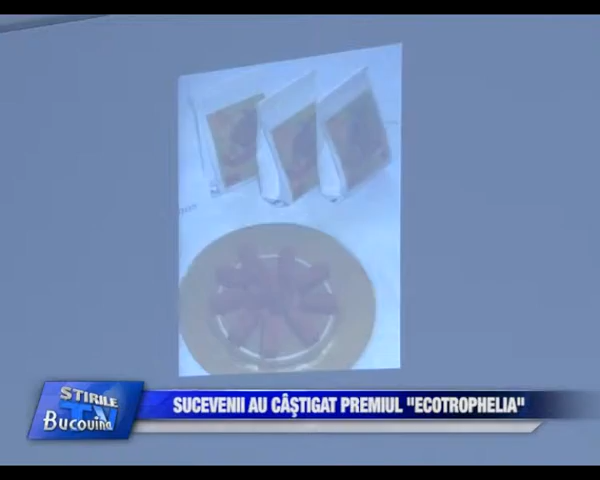 SUCEVENII AU CÂŞTIGAT PREMIUL "ECOTROPHELIA"
ŞTIRILE
TV
Bucovina